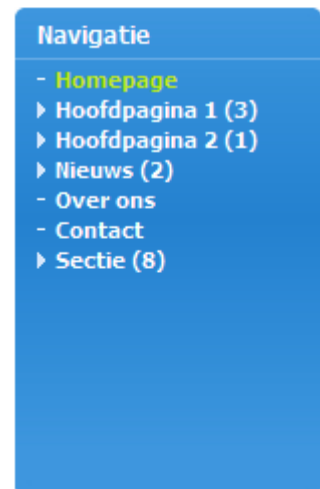 Navigatie
- Homepage
Hoofdpagina 1 (3)
Hoofdpagina 2 (1)
Nieuws (2)
- Over ons
- Contact
Sectie (8)